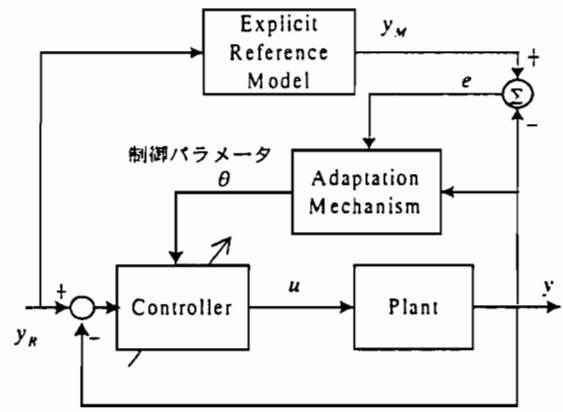 Explicit
Reference
Model
y_M
+
e
Σ
−
制御パラメータ
θ
Adaptation
Mechanism
+
Controller
u
Plant
y
y_R
−